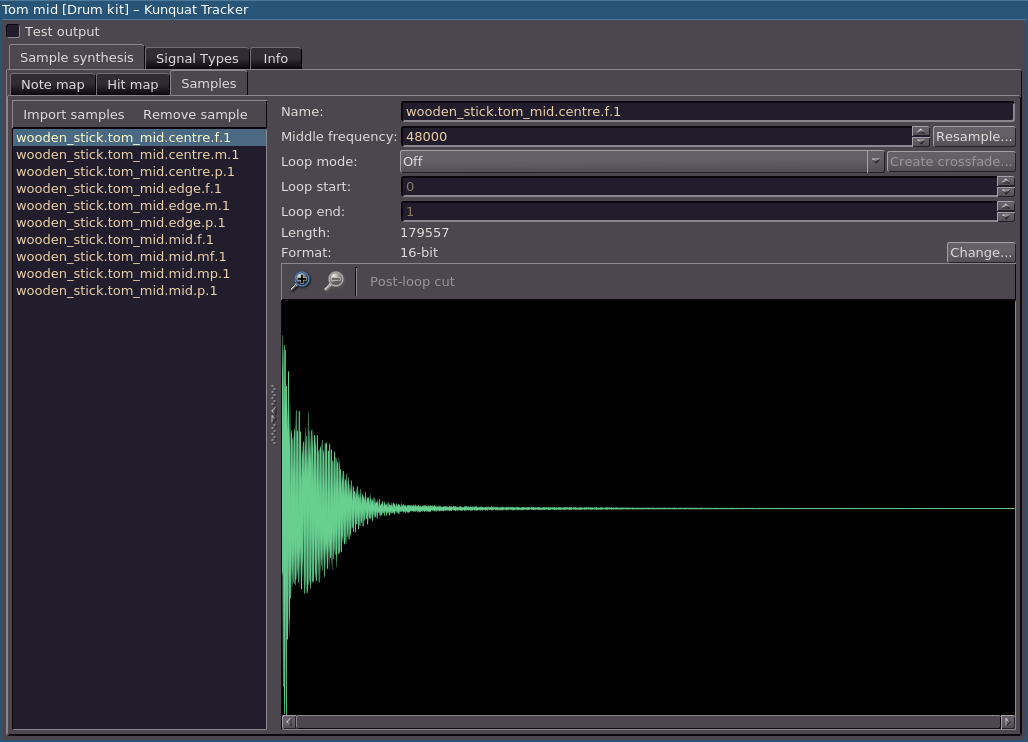 Tom mid [Drum kit] – Kunquat Tracker
Test output
Sample synthesis Signal Types Info
Note map Hit map Samples
Import samples Remove sample
wooden_stick.tom_mid.centre.f.1
wooden_stick.tom_mid.centre.m.1
wooden_stick.tom_mid.centre.p.1
wooden_stick.tom_mid.edge.f.1
wooden_stick.tom_mid.edge.m.1
wooden_stick.tom_mid.edge.p.1
wooden_stick.tom_mid.mid.f.1
wooden_stick.tom_mid.mid.mf.1
wooden_stick.tom_mid.mid.mp.1
wooden_stick.tom_mid.mid.p.1
Name: wooden_stick.tom_mid.centre.f.1
Middle frequency: 48000 Resample...
Loop mode: Off Create crossfade...
Loop start: 0
Loop end: 1
Length: 179557
Format: 16-bit Change...
Post-loop cut